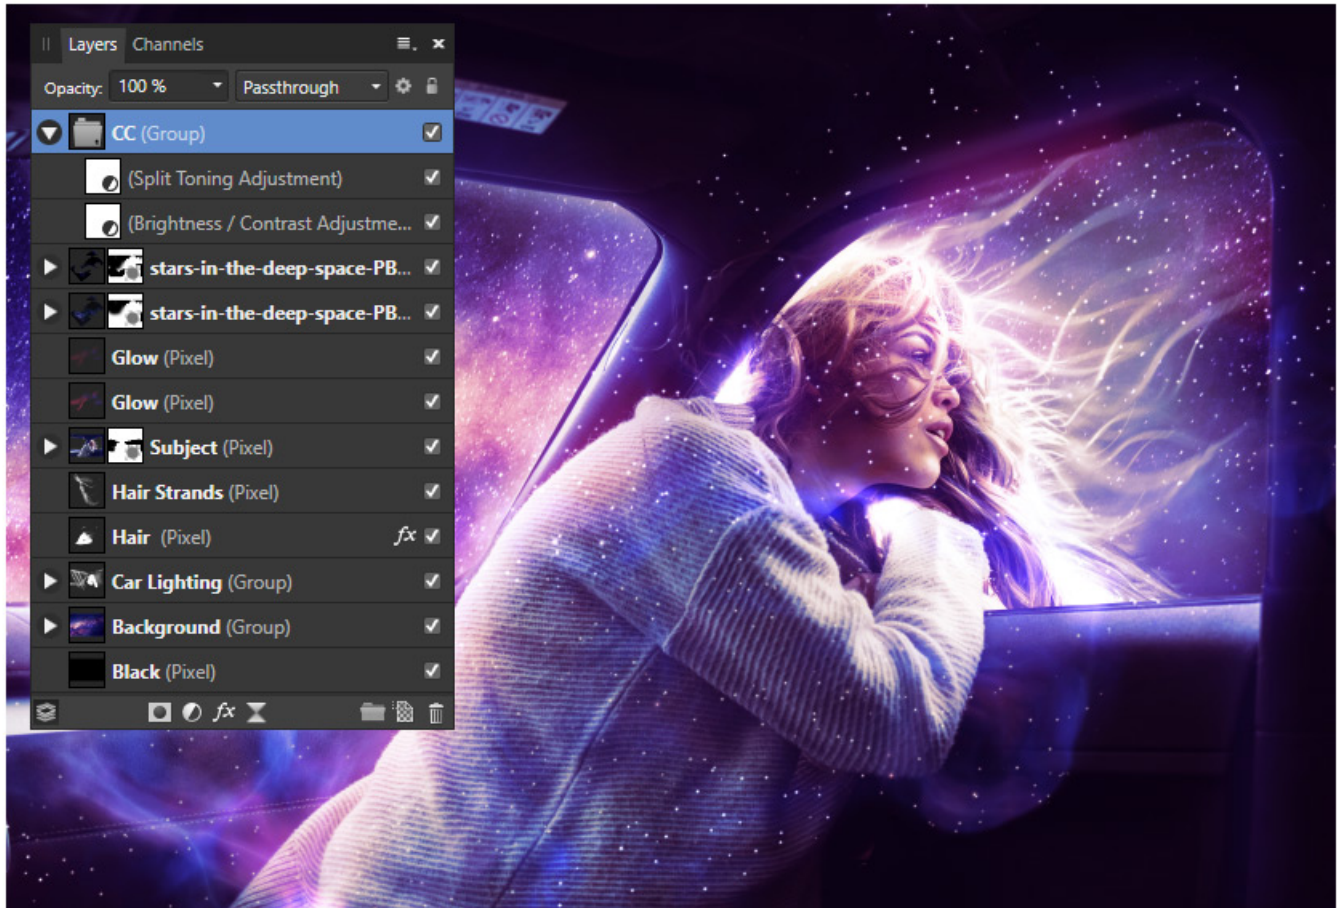 Layers Channels
Opacity: 100 % Passthrough
CC (Group)
(Split Toning Adjustment)
(Brightness / Contrast Adjustme...
stars-in-the-deep-space-PB...
stars-in-the-deep-space-PB...
Glow (Pixel)
Glow (Pixel)
Subject (Pixel)
Hair Strands (Pixel)
Hair (Pixel) fx
Car Lighting (Group)
Background (Group)
Black (Pixel)
fx